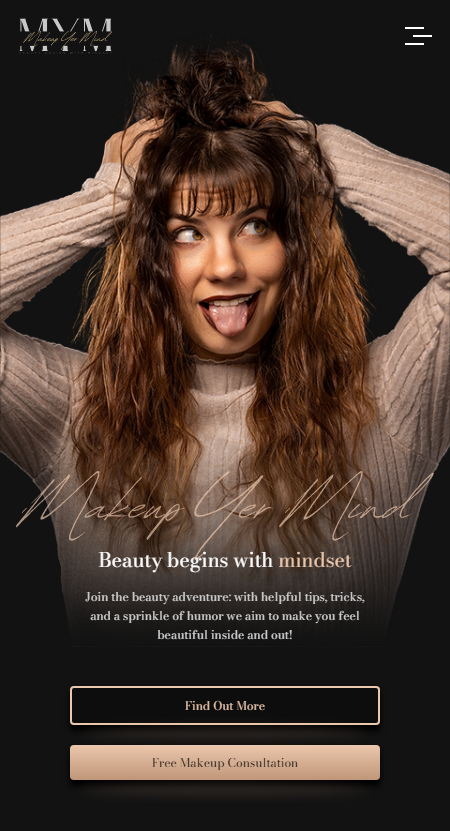 MYM
Makeup Yer Mind
Makeup Yer Mind
Beauty begins with mindset
Join the beauty adventure: with helpful tips, tricks,
and a sprinkle of humor we aim to make you feel
beautiful inside and out!
Find Out More
Free Makeup Consultation